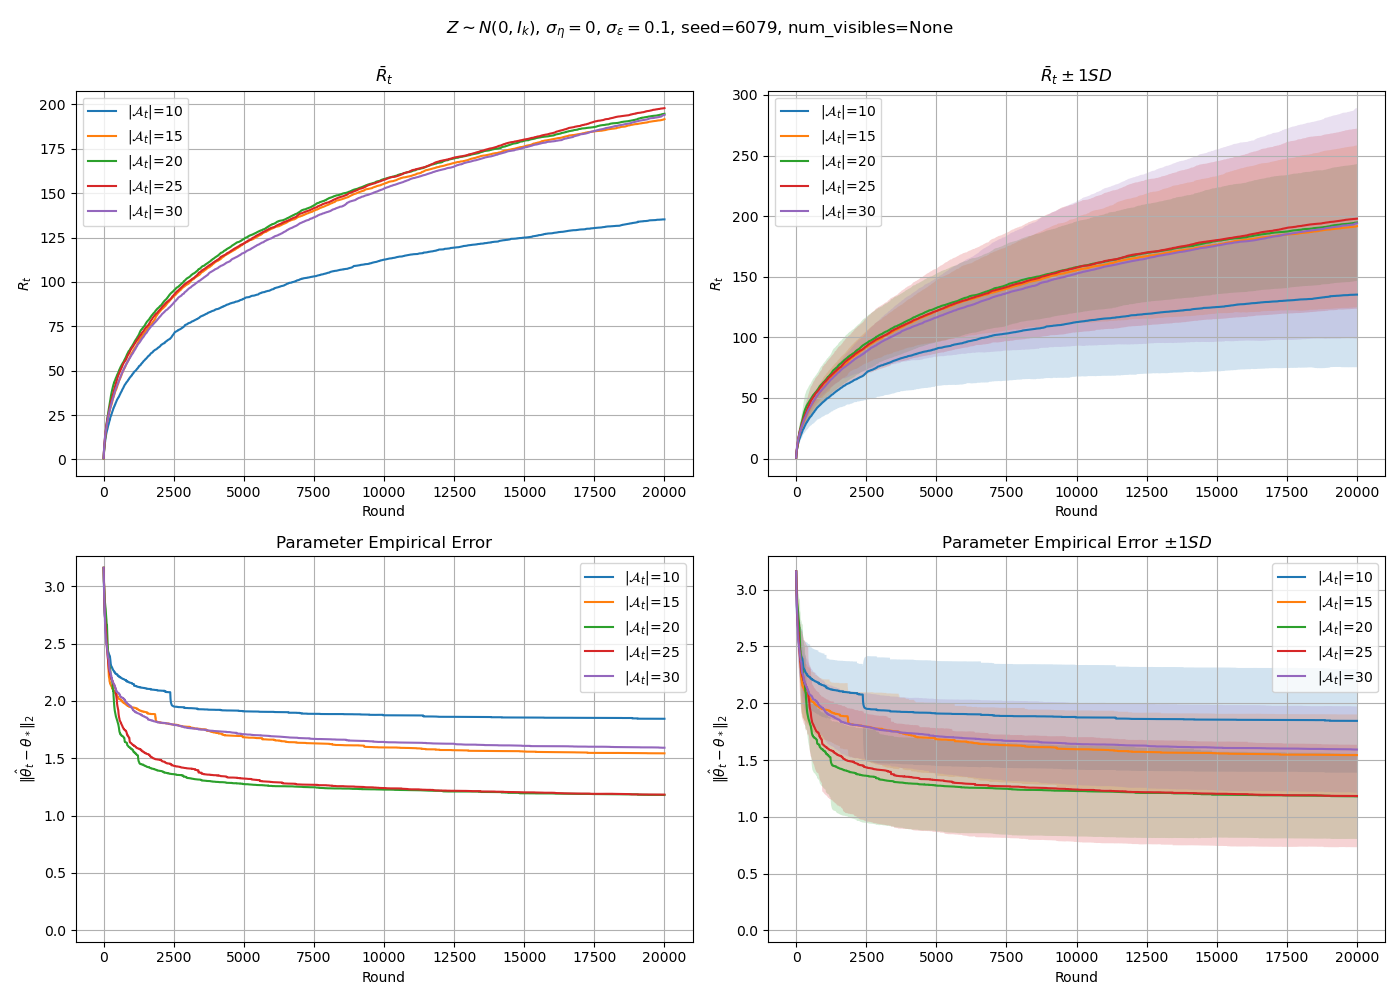 Z ∼ N(0, I_k), σ_η = 0, σ_ε = 0.1, seed=6079, num_visibles=None
R̄_t
R_t
200
175
150
125
100
75
50
25
0
|𝒜_t|=10
|𝒜_t|=15
|𝒜_t|=20
|𝒜_t|=25
|𝒜_t|=30
0 2500 5000 7500 10000 12500 15000 17500 20000
Round
R̄_t ± 1SD
R_t
300
250
200
150
100
50
0
|𝒜_t|=10
|𝒜_t|=15
|𝒜_t|=20
|𝒜_t|=25
|𝒜_t|=30
0 2500 5000 7500 10000 12500 15000 17500 20000
Round
Parameter Empirical Error
‖θ̂_t − θ_*‖_2
3.0
2.5
2.0
1.5
1.0
0.5
0.0
|𝒜_t|=10
|𝒜_t|=15
|𝒜_t|=20
|𝒜_t|=25
|𝒜_t|=30
0 2500 5000 7500 10000 12500 15000 17500 20000
Round
Parameter Empirical Error ±1SD
‖θ̂_t − θ_*‖_2
3.0
2.5
2.0
1.5
1.0
0.5
0.0
|𝒜_t|=10
|𝒜_t|=15
|𝒜_t|=20
|𝒜_t|=25
|𝒜_t|=30
0 2500 5000 7500 10000 12500 15000 17500 20000
Round